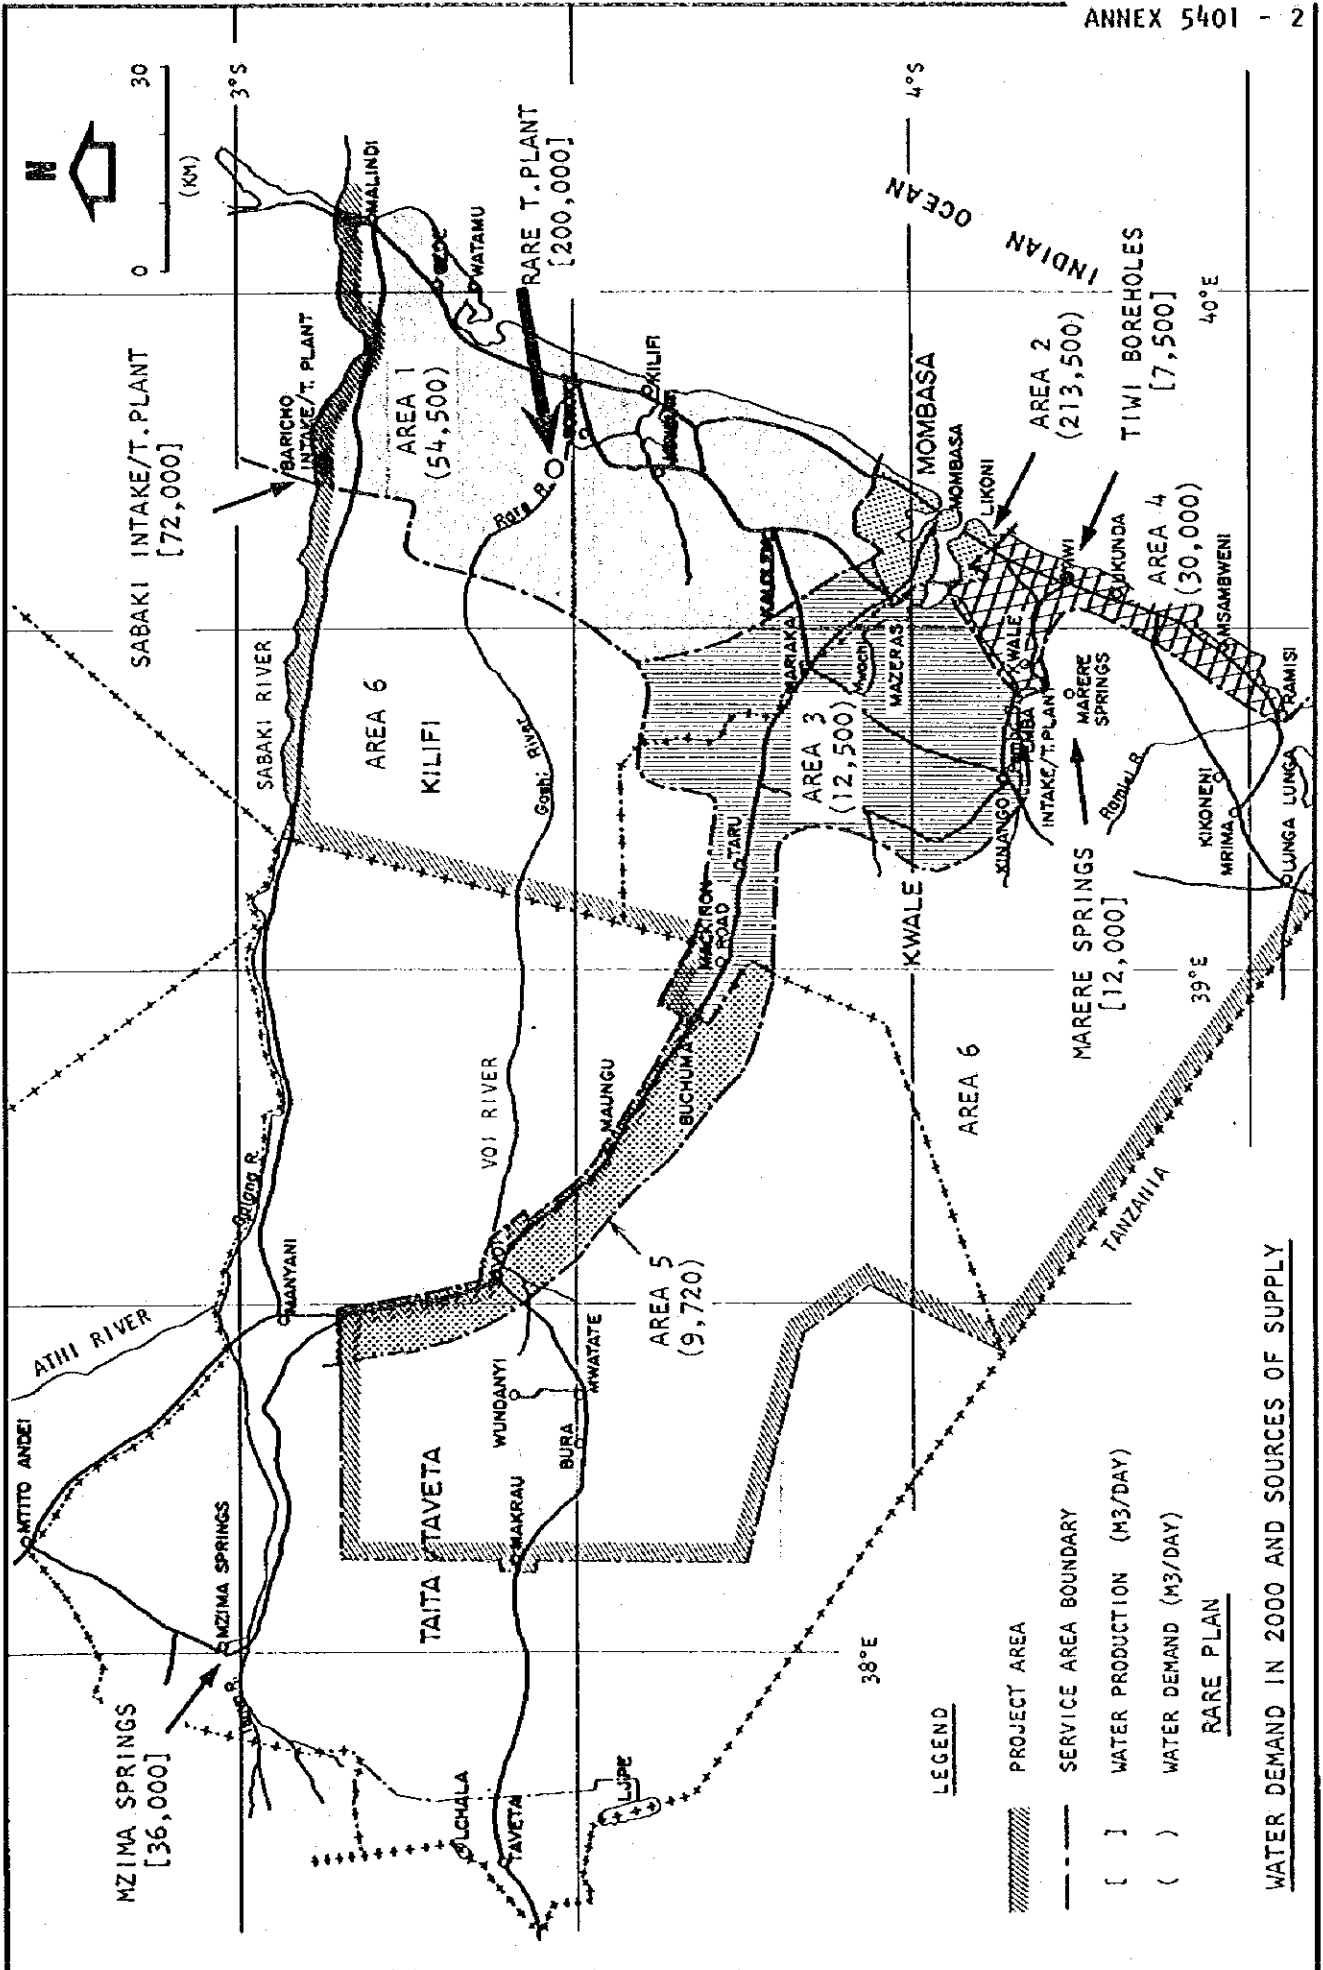 ANNEX 5401 - 2
N
0
30
(KM)
3°S
4°S
38°E
39°E
40°E
INDIAN OCEAN
SABAKI INTAKE/T.PLANT
[72,000]
BARICHO
INTAKE/T. PLANT
MALINDI
WATAMU
AREA 1
(54,500)
RARE T.PLANT
[200,000]
Rare R.
KILIFI
SABAKI RIVER
AREA 6
KILIFI
Goshi River
KALOLENI
MARIAKA
MAZERAS
MOMBASA
MOMBASA
LIKONI
AREA 2
(213,500)
TIWI BOREHOLES
[7,500]
AREA 4
(30,000)
MSAMBWENI
RAMISI
AREA 3
(12,500)
TARU
MACKINON
ROAD
KWALE
KWALE
KINANGO
INTAKE/T.PLANT
MARERE
SPRINGS
MARERE SPRINGS
[12,000]
KIKONENI
MRIMA
LUNGA LUNGA
VOI RIVER
MAUNGU
BUCHUMA
AREA 6
TANZANIA
ATHI RIVER
MANYANI
AREA 5
(9,720)
WUNDANYI
MWATATE
BURA
MAKRAU
TAITA TAVETA
MTITO ANDEI
MZIMA SPRINGS
MZIMA SPRINGS
[36,000]
L.CHALA
TAVETA
L.JIPE
LEGEND
PROJECT AREA
SERVICE AREA BOUNDARY
[ ] WATER PRODUCTION (M3/DAY)
( ) WATER DEMAND (M3/DAY)
RARE PLAN
WATER DEMAND IN 2000 AND SOURCES OF SUPPLY